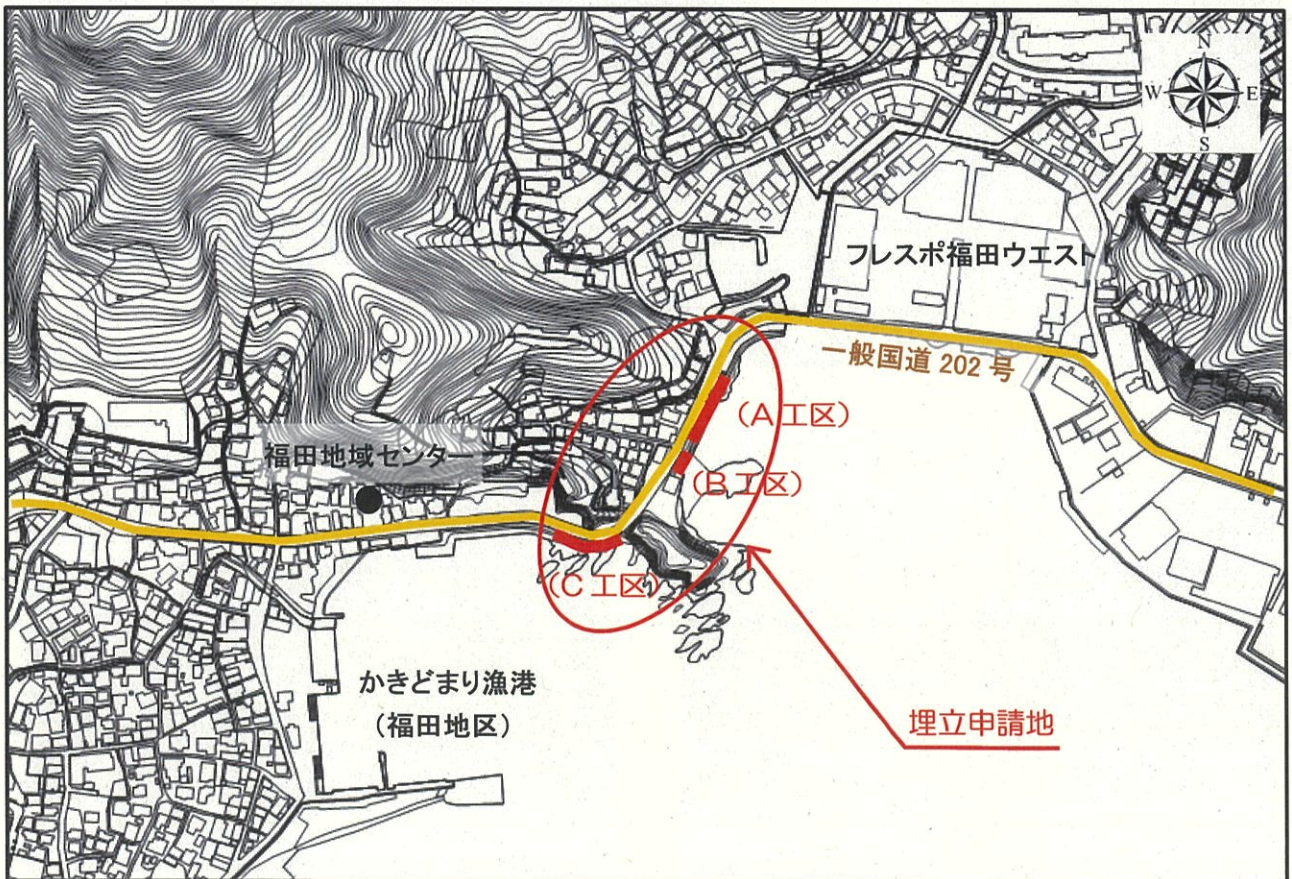 N
W
E
S
フレスポ福田ウエスト
一般国道 202 号
(A 工区)
福田地域センター
(B 工区)
(C 工区)
かきどまり漁港
(福田地区)
埋立申請地